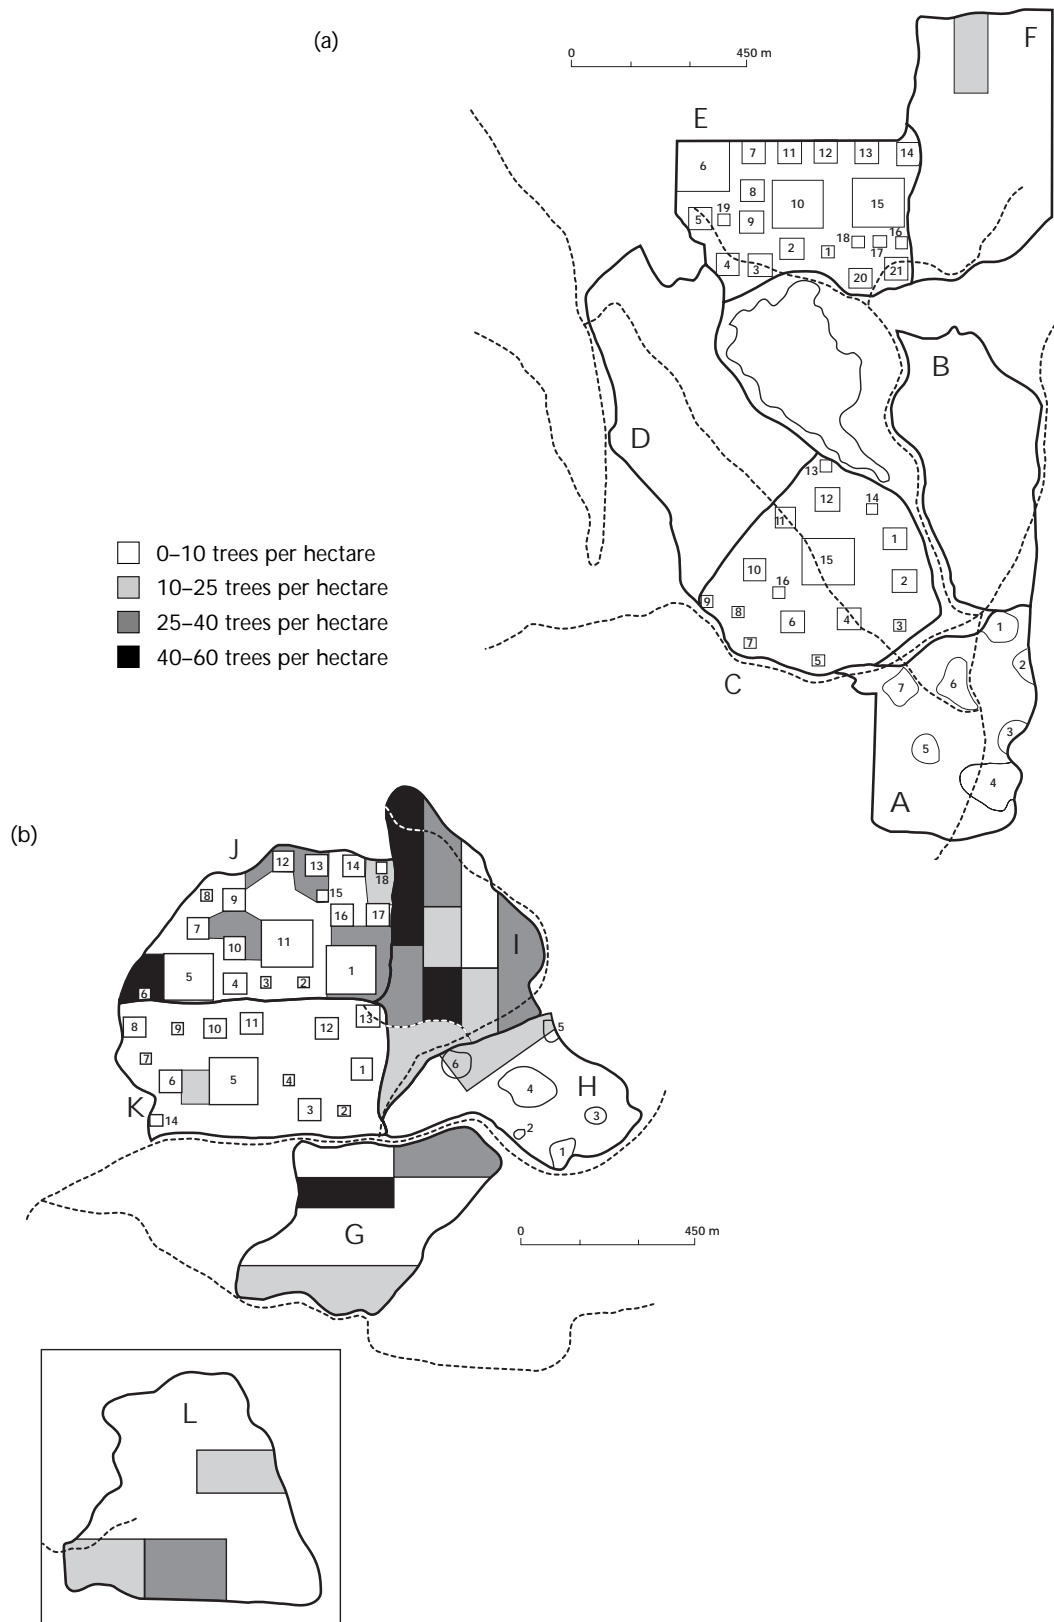 (a)
0 450 m
F
E
6 7 11 12 13 14
8 10 15
5 19 9
18 16
2 1 17
4 3 20 21
B
D
13
12 14
11 1
15
10 16 2
9 8 6 4 3
7 5
C
0–10 trees per hectare
10–25 trees per hectare
25–40 trees per hectare
40–60 trees per hectare
1
2
7 6
3
5
4
A
(b)
J
12 13 14
18
8 9 15
16 17
7 10 11
I
5 4 3 2 1
6
8 9 10 11 12 13
5
7 6 5 4 1
6
4 H
K 14 3 2
3
2
1
G
0 450 m
L